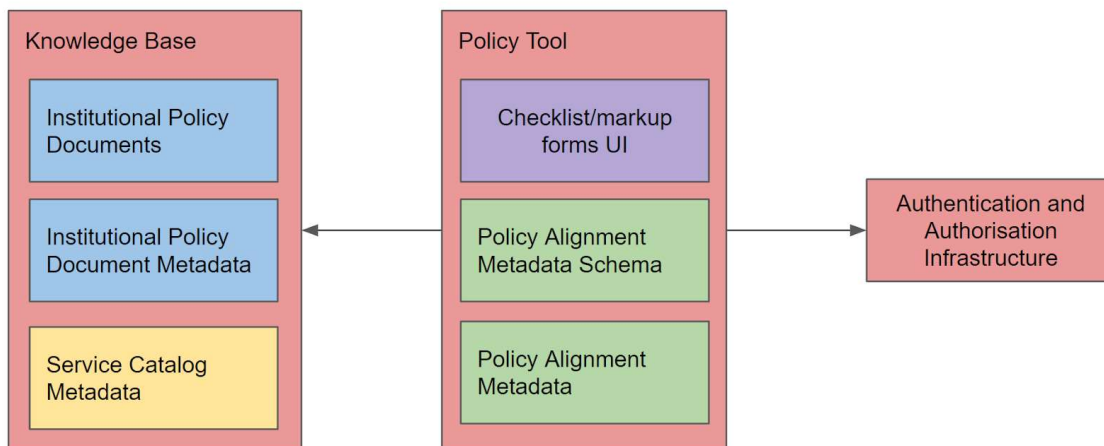 Knowledge Base
Institutional Policy
Documents
Institutional Policy
Document Metadata
Service Catalog
Metadata
Policy Tool
Checklist/markup
forms UI
Policy Alignment
Metadata Schema
Policy Alignment
Metadata
Authentication and
Authorisation
Infrastructure